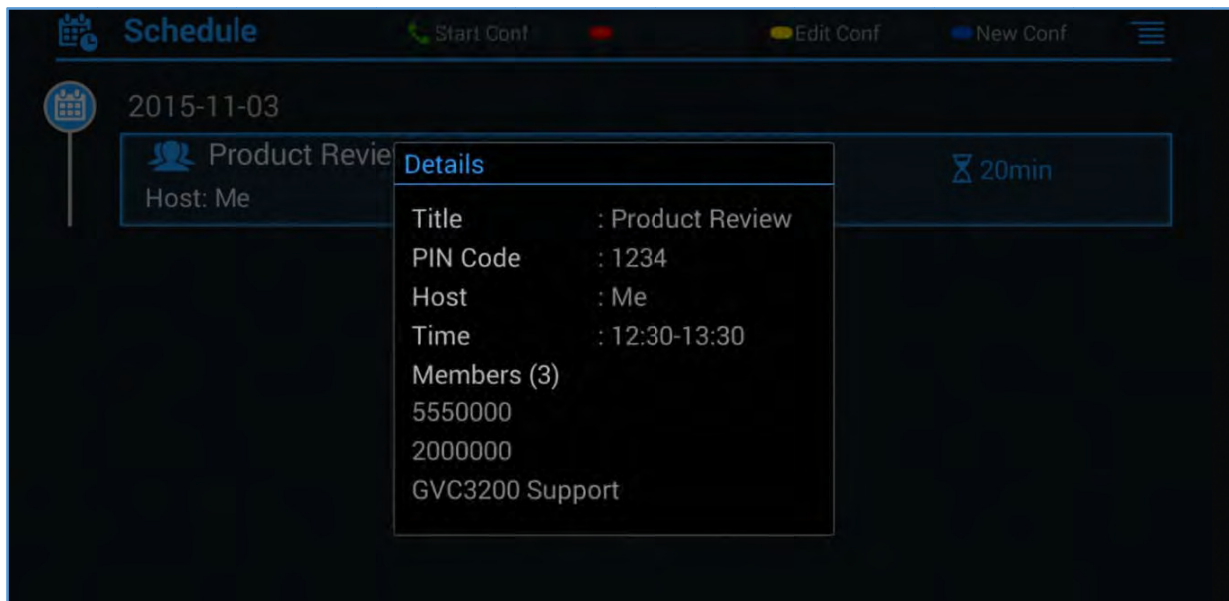 Schedule Start Conf Edit Conf New Conf
2015-11-03
Product Revie
20min
Host: Me
Details
Title : Product Review
PIN Code : 1234
Host : Me
Time : 12:30-13:30
Members (3)
5550000
2000000
GVC3200 Support